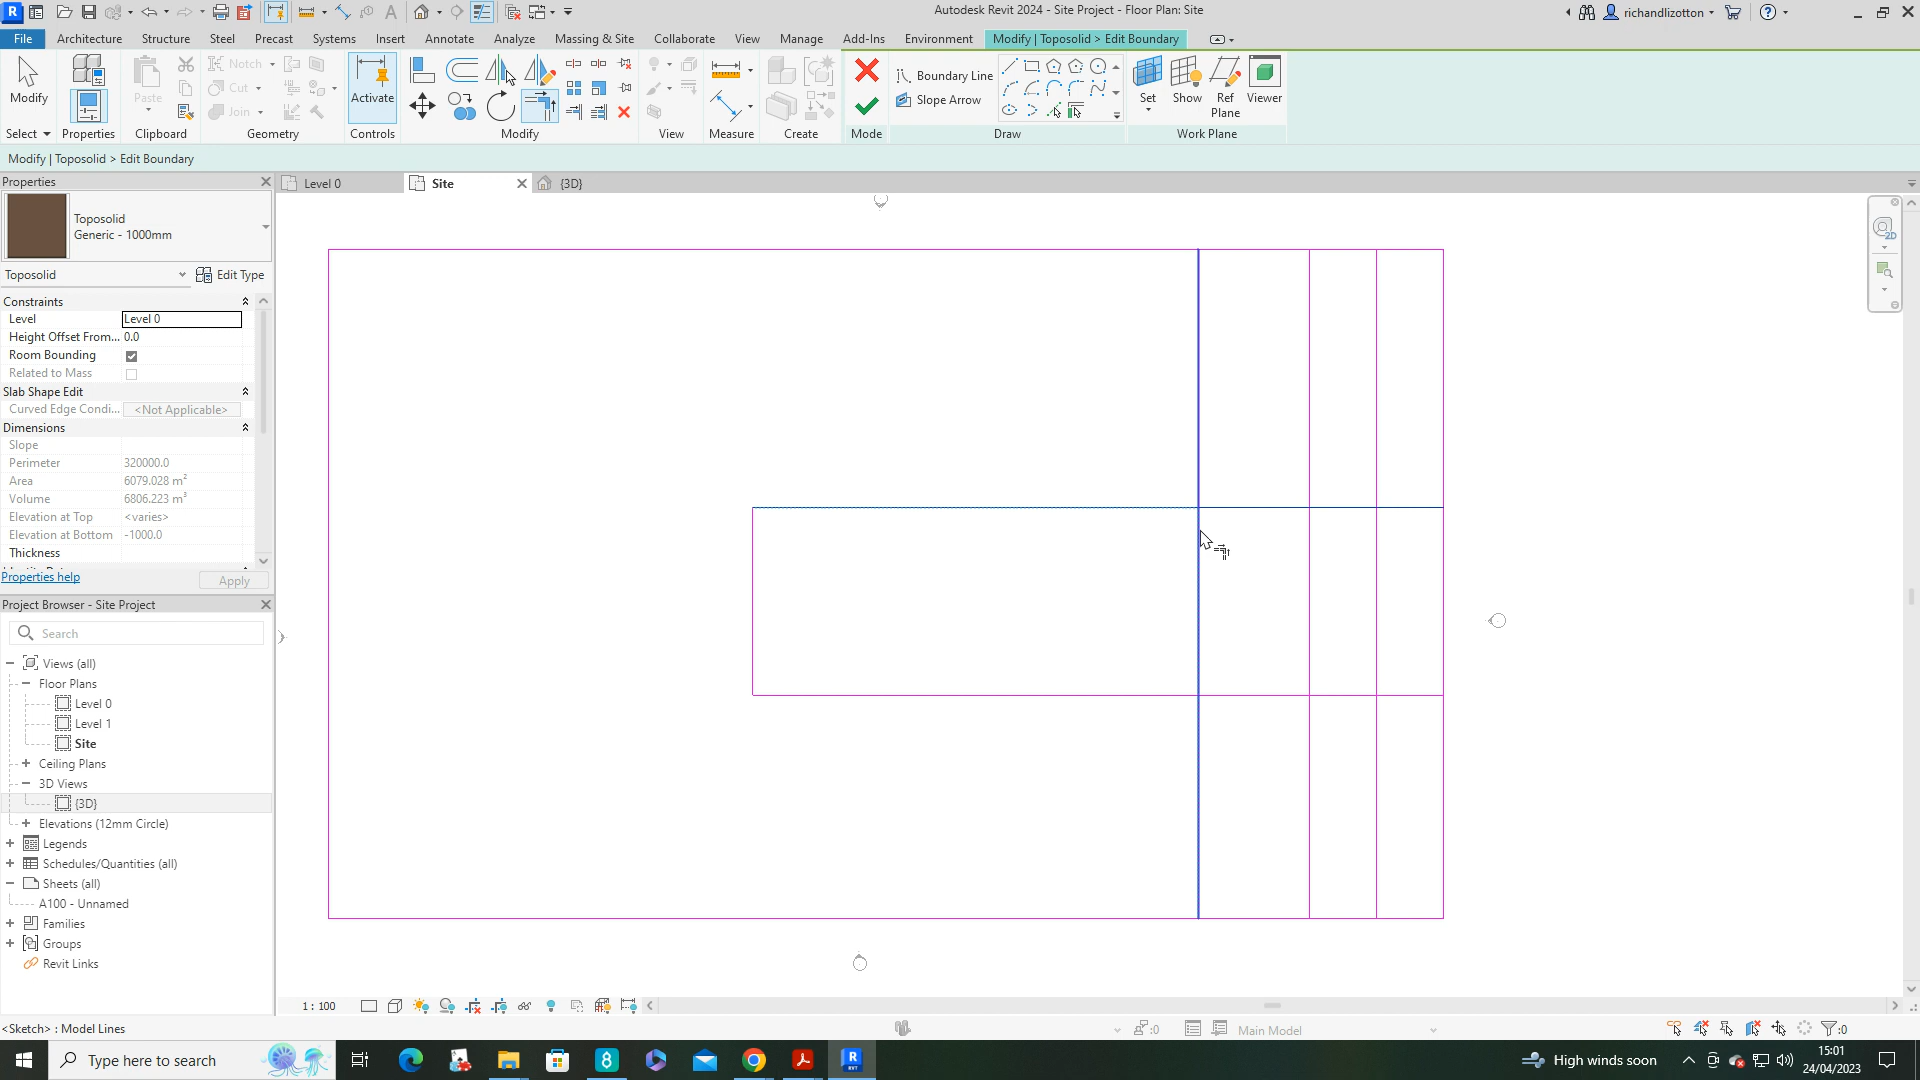 Autodesk Revit 2024 - Site Project - Floor Plan: Site
richandlizotton
File Architecture Structure Steel Precast Systems Insert Annotate Analyze Massing & Site Collaborate View Manage Add-Ins Environment Modify | Toposolid > Edit Boundary
Modify
Properties
Paste
Notch
Cut
Join
Activate
Boundary Line
Slope Arrow
Set
Show
Ref
Plane
Viewer
Select Properties Clipboard Geometry Controls Modify View Measure Create Mode Draw Work Plane
Modify | Toposolid > Edit Boundary
Properties
Level 0 Site {3D}
Toposolid
Generic - 1000mm
Toposolid
Edit Type
Constraints
Level Level 0
Height Offset From... 0.0
Room Bounding
Related to Mass
Slab Shape Edit
Curved Edge Condi... <Not Applicable>
Dimensions
Slope
Perimeter 320000.0
Area 6079.028 m²
Volume 6806.223 m³
Elevation at Top <varies>
Elevation at Bottom -1000.0
Thickness
Properties help Apply
Project Browser - Site Project
Search
Views (all)
Floor Plans
Level 0
Level 1
Site
Ceiling Plans
3D Views
{3D}
Elevations (12mm Circle)
Legends
Schedules/Quantities (all)
Sheets (all)
A100 - Unnamed
Families
Groups
Revit Links
2D
1 : 100
<Sketch> : Model Lines
:0
Main Model
:0
Type here to search
High winds soon
15:01
24/04/2023